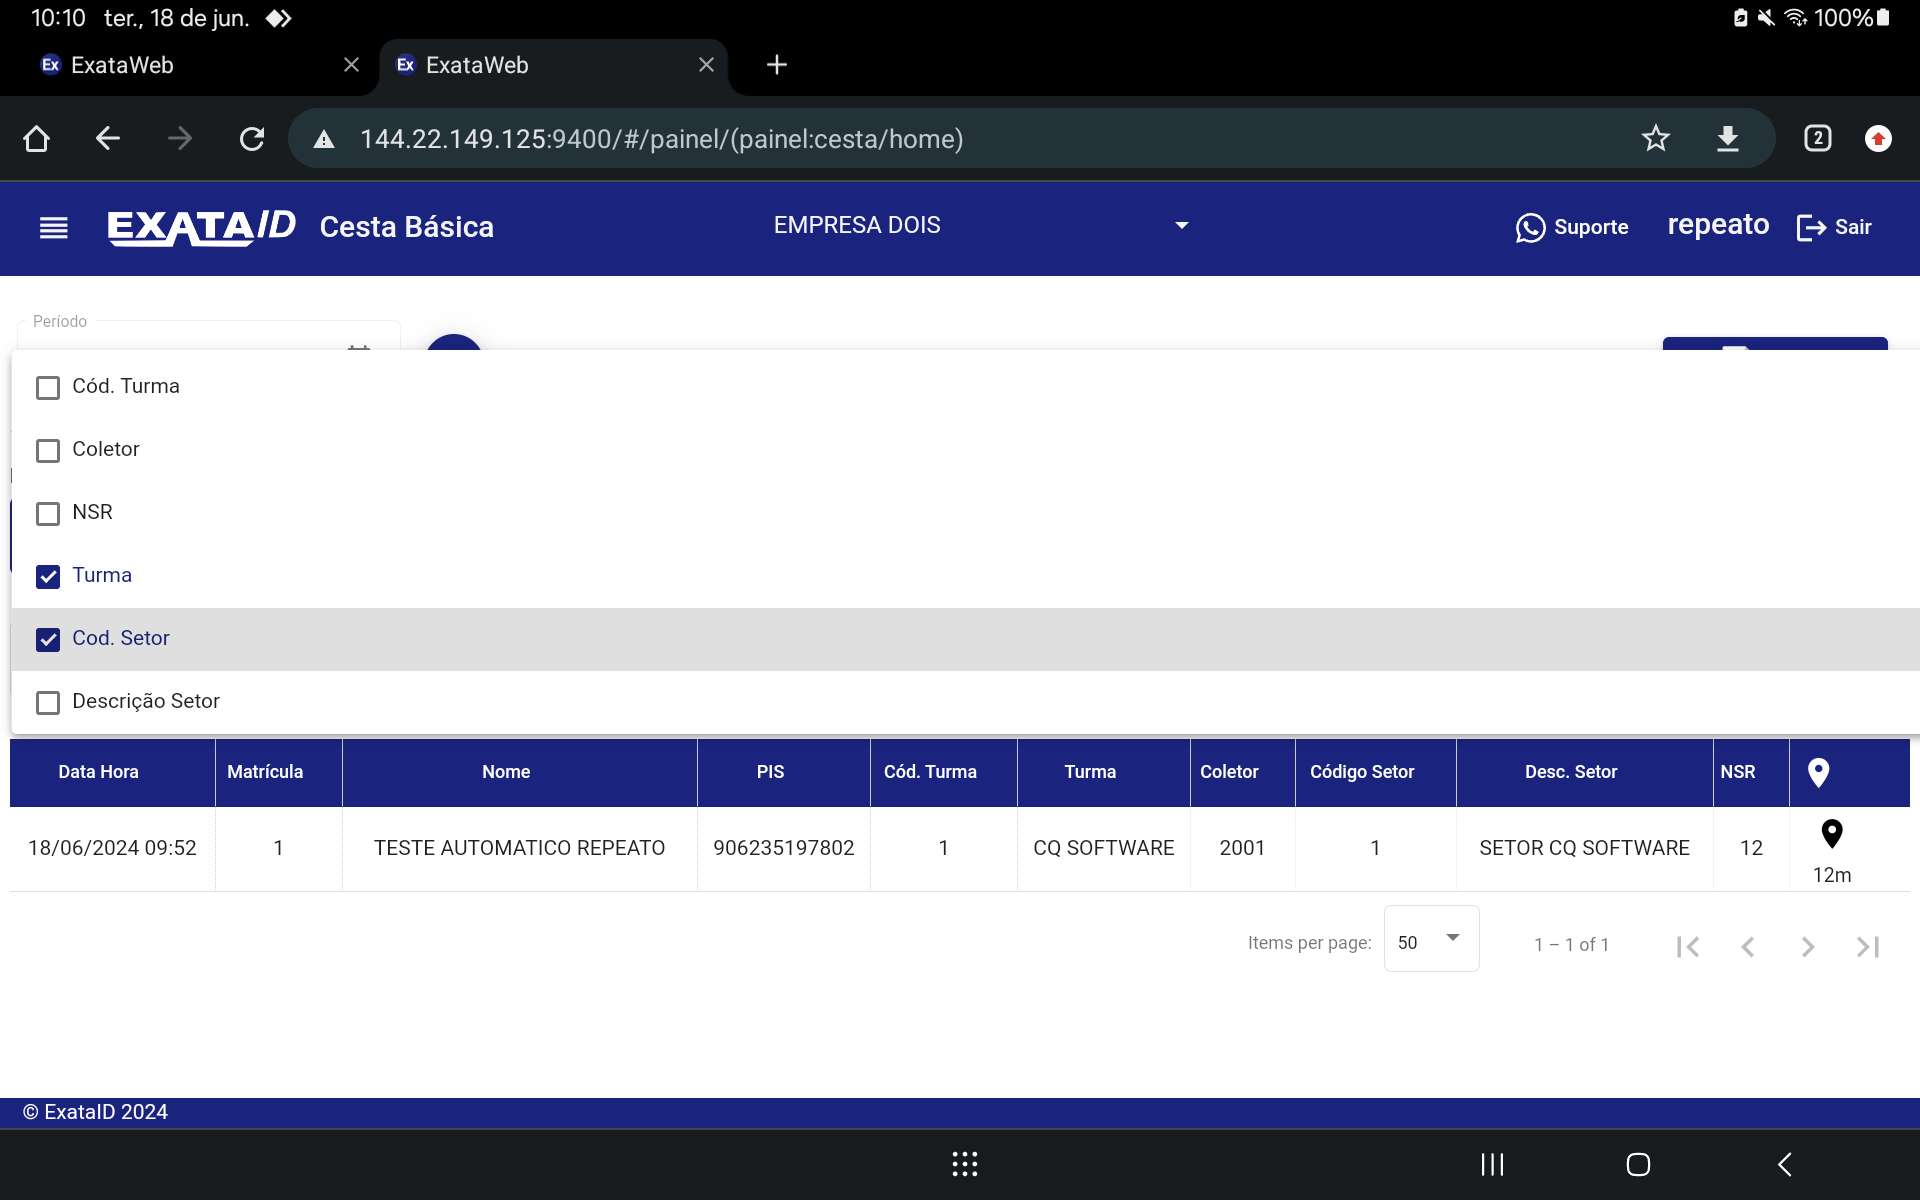 10:10 ter., 18 de jun. 100%
Ex ExataWeb Ex ExataWeb
144.22.149.125:9400/#/painel/(painel:cesta/home) 2
EXATAID Cesta Básica EMPRESA DOIS Suporte repeato Sair
Período
Cód. Turma
Coletor
NSR
Turma
Cod. Setor
Descrição Setor
Data Hora Matrícula Nome PIS Cód. Turma Turma Coletor Código Setor Desc. Setor NSR
18/06/2024 09:52 1 TESTE AUTOMATICO REPEATO 906235197802 1 CQ SOFTWARE 2001 1 SETOR CQ SOFTWARE 12
12m
Items per page: 50 1 – 1 of 1
© ExataID 2024